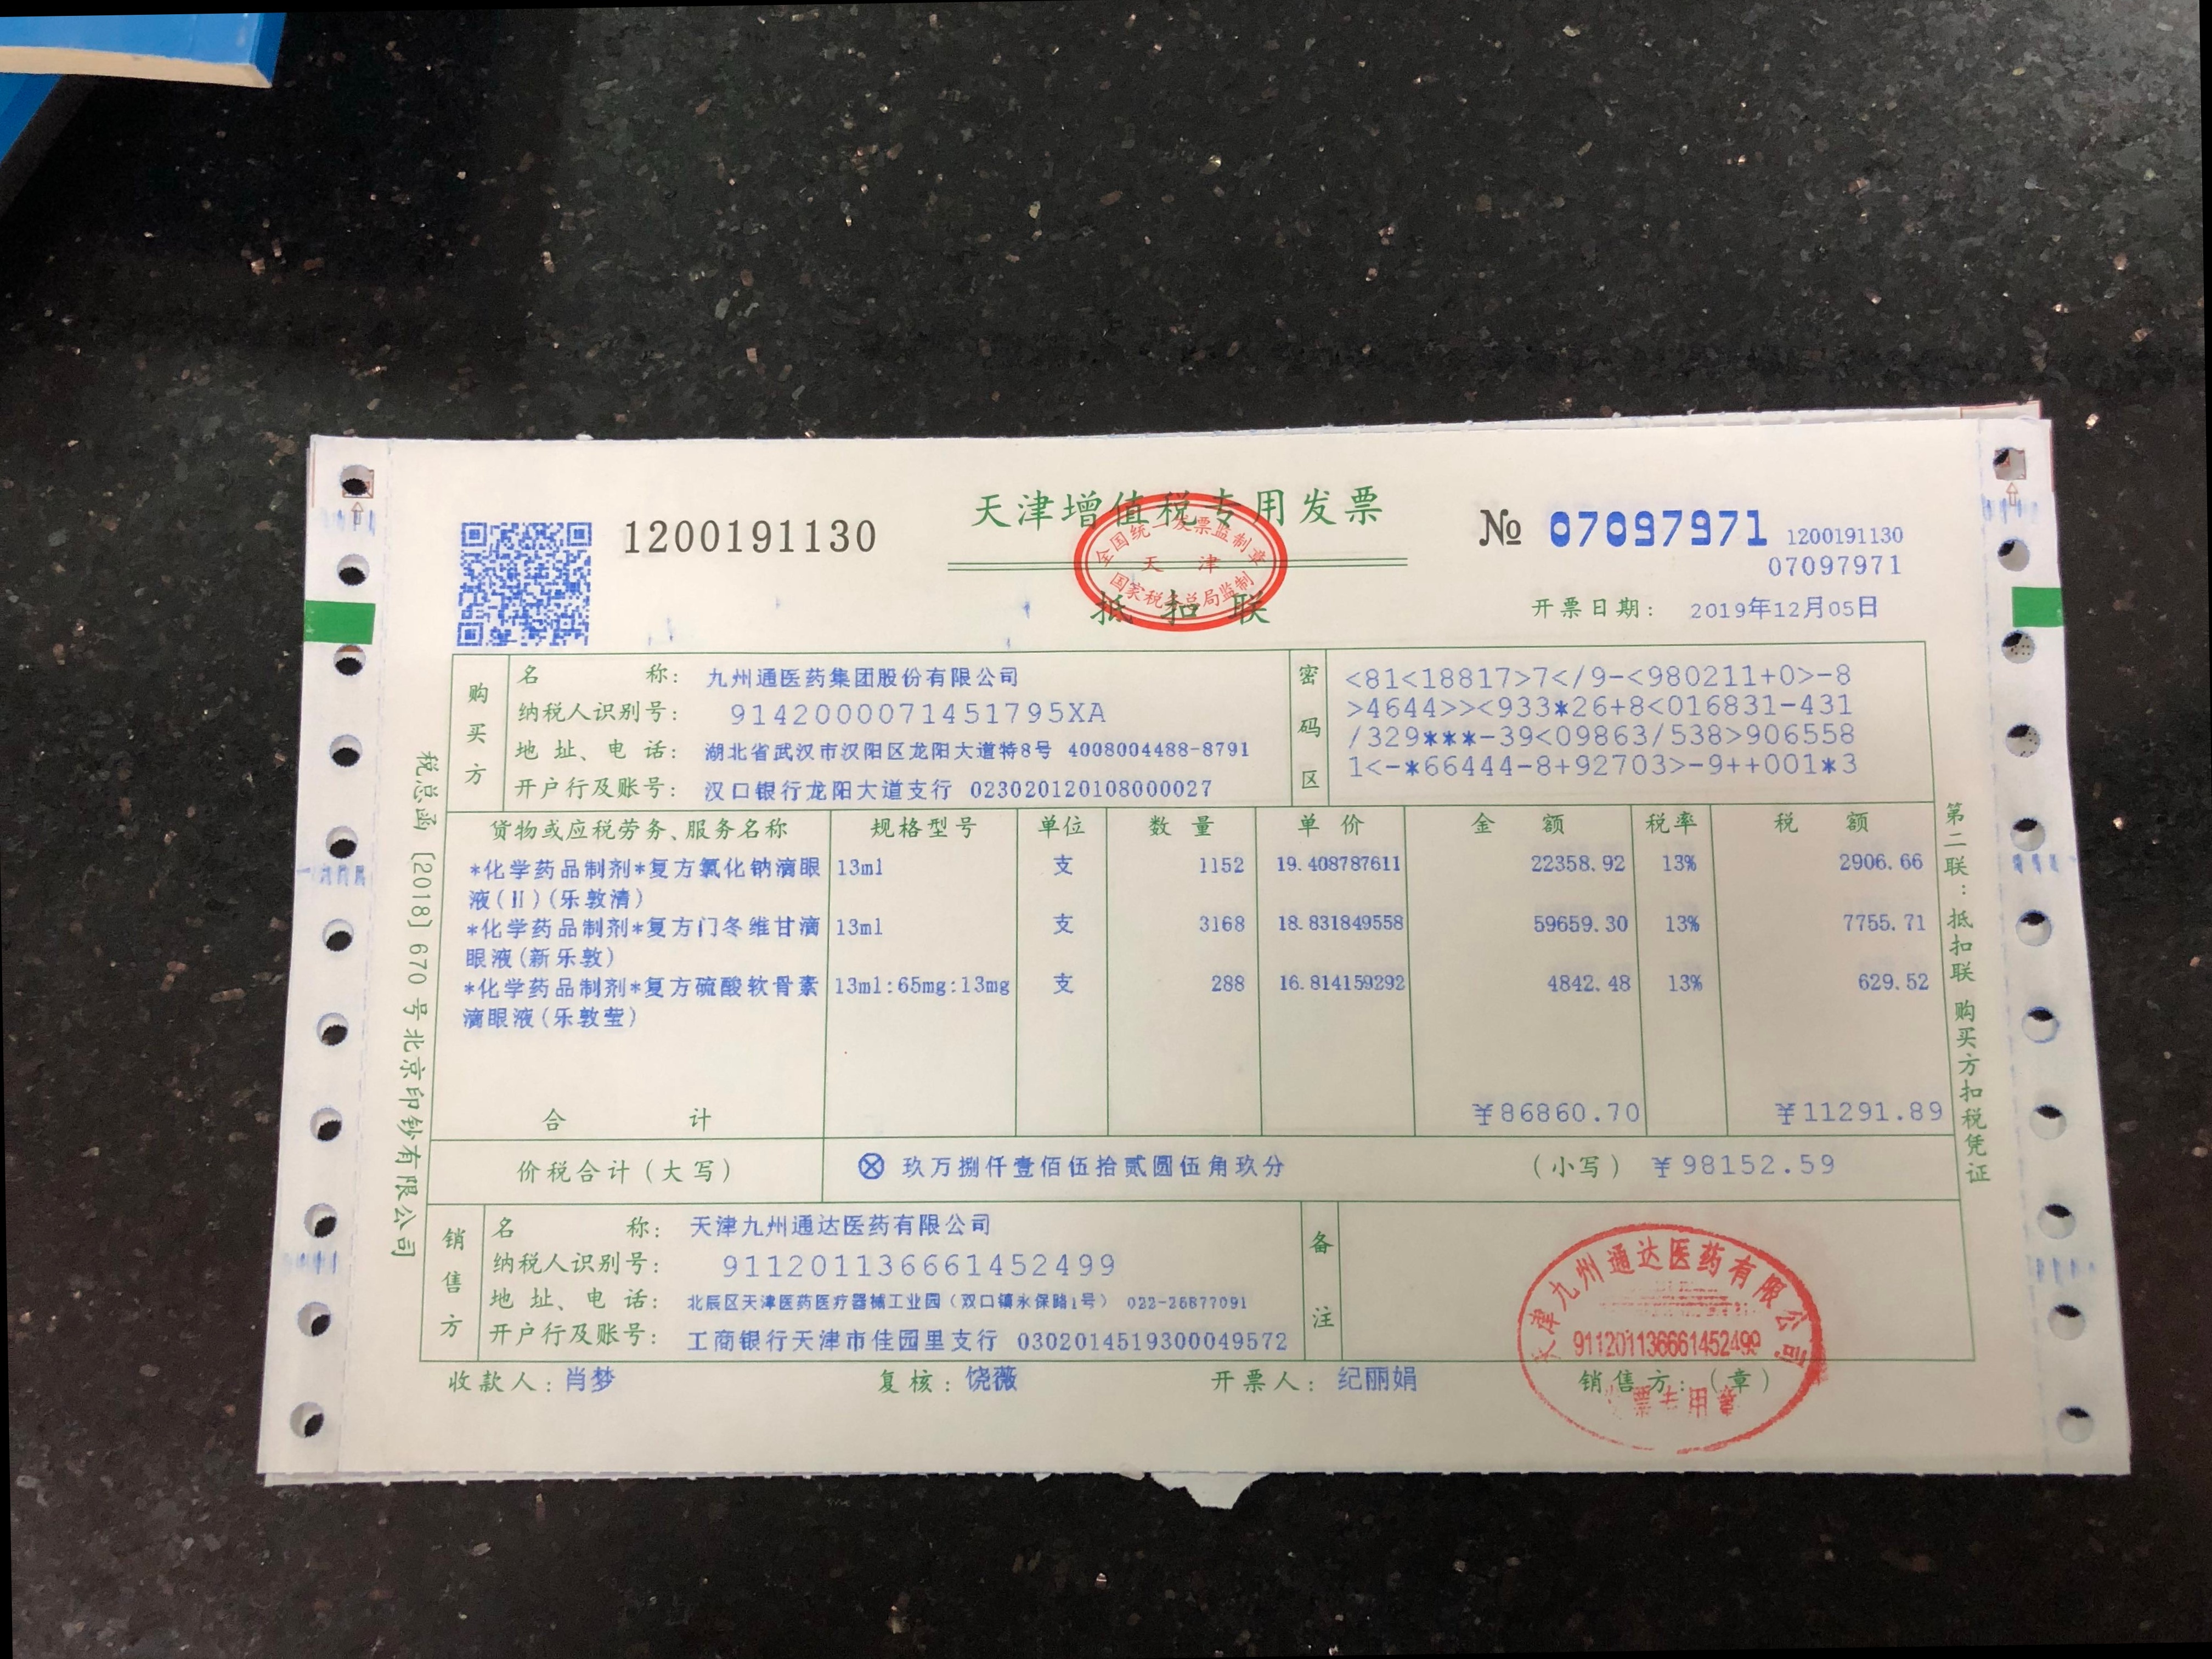 天津增值税专用发票
1200191130
№ 07097971
1200191130
07097971
全国统一发票监制章
天 津
国家税务总局监制
抵 扣 联
开票日期： 2019年12月05日
购买方
名 称： 九州通医药集团股份有限公司
纳税人识别号： 9142000071451795XA
地 址、电 话： 湖北省武汉市汉阳区龙阳大道特8号 4008004488-8791
开户行及账号： 汉口银行龙阳大道支行 023020120108000027
密码区
<81<18817>7</9-<980211+0>-8
>4644>><933*26+8<016831-431
/329***-39<09863/538>906558
1<-*66444-8+92703>-9++001*3
货物或应税劳务、服务名称 规格型号 单位 数 量 单 价 金 额 税率 税 额
*化学药品制剂*复方氯化钠滴眼 13ml 支 1152 19.408787611 22358.92 13% 2906.66
液(II)(乐敦清)
*化学药品制剂*复方门冬维甘滴 13ml 支 3168 18.831849558 59659.30 13% 7755.71
眼液(新乐敦)
*化学药品制剂*复方硫酸软骨素 13ml:65mg:13mg 支 288 16.814159292 4842.48 13% 629.52
滴眼液(乐敦莹)
合 计 ¥86860.70 ¥11291.89
价税合计（大写） ⊗ 玖万捌仟壹佰伍拾贰圆伍角玖分 （小写） ¥98152.59
销售方
名 称： 天津九州通达医药有限公司
纳税人识别号： 911201136661452499
地 址、电 话： 北辰区天津医药医疗器械工业园（双口镇永保路1号） 022-26877091
开户行及账号： 工商银行天津市佳园里支行 0302014519300049572
备注
收款人： 肖梦 复核： 饶薇 开票人： 纪丽娟 销售方：（章）
天津九州通达医药有限公司
911201136661452499
票专用章
税总函〔2018〕670号北京印钞有限公司
第二联：抵扣联 购买方扣税凭证